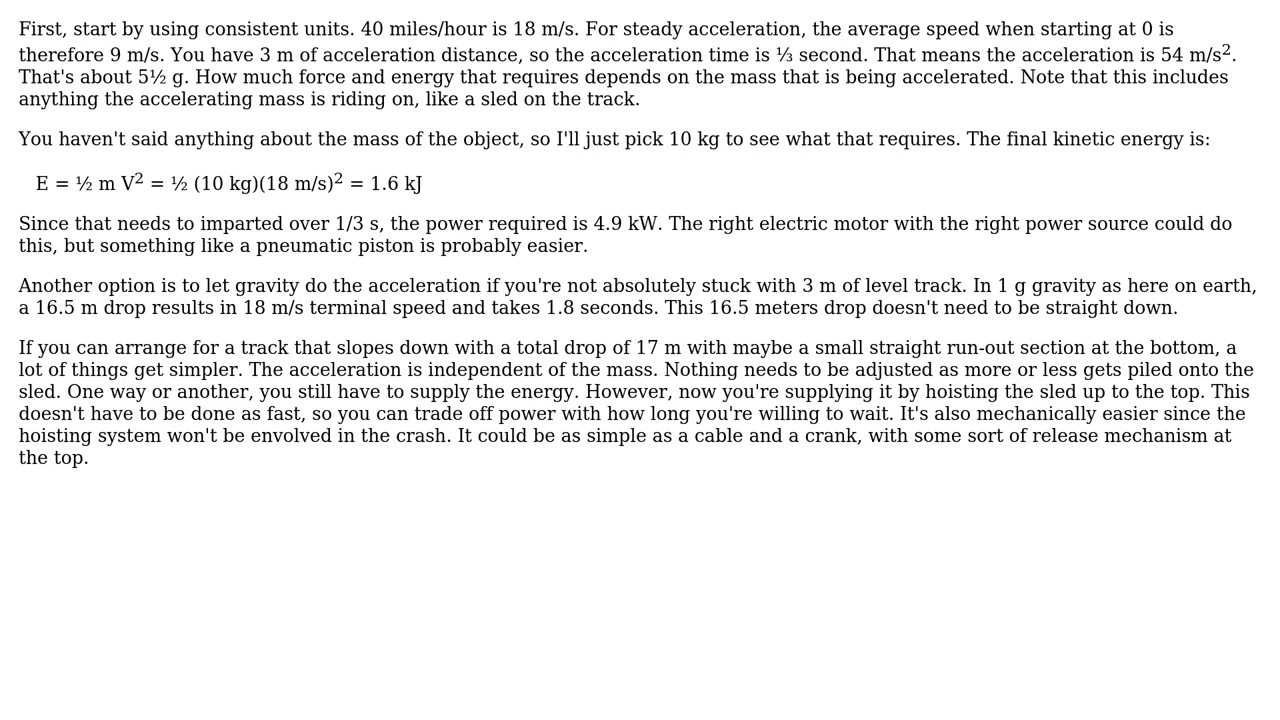 First, start by using consistent units. 40 miles/hour is 18 m/s. For steady acceleration, the average speed when starting at 0 is
therefore 9 m/s. You have 3 m of acceleration distance, so the acceleration time is ⅓ second. That means the acceleration is 54 m/s².
That's about 5½ g. How much force and energy that requires depends on the mass that is being accelerated. Note that this includes
anything the accelerating mass is riding on, like a sled on the track.
You haven't said anything about the mass of the object, so I'll just pick 10 kg to see what that requires. The final kinetic energy is:
E = ½ m V² = ½ (10 kg)(18 m/s)² = 1.6 kJ
Since that needs to imparted over 1/3 s, the power required is 4.9 kW. The right electric motor with the right power source could do
this, but something like a pneumatic piston is probably easier.
Another option is to let gravity do the acceleration if you're not absolutely stuck with 3 m of level track. In 1 g gravity as here on earth,
a 16.5 m drop results in 18 m/s terminal speed and takes 1.8 seconds. This 16.5 meters drop doesn't need to be straight down.
If you can arrange for a track that slopes down with a total drop of 17 m with maybe a small straight run-out section at the bottom, a
lot of things get simpler. The acceleration is independent of the mass. Nothing needs to be adjusted as more or less gets piled onto the
sled. One way or another, you still have to supply the energy. However, now you're supplying it by hoisting the sled up to the top. This
doesn't have to be done as fast, so you can trade off power with how long you're willing to wait. It's also mechanically easier since the
hoisting system won't be envolved in the crash. It could be as simple as a cable and a crank, with some sort of release mechanism at
the top.